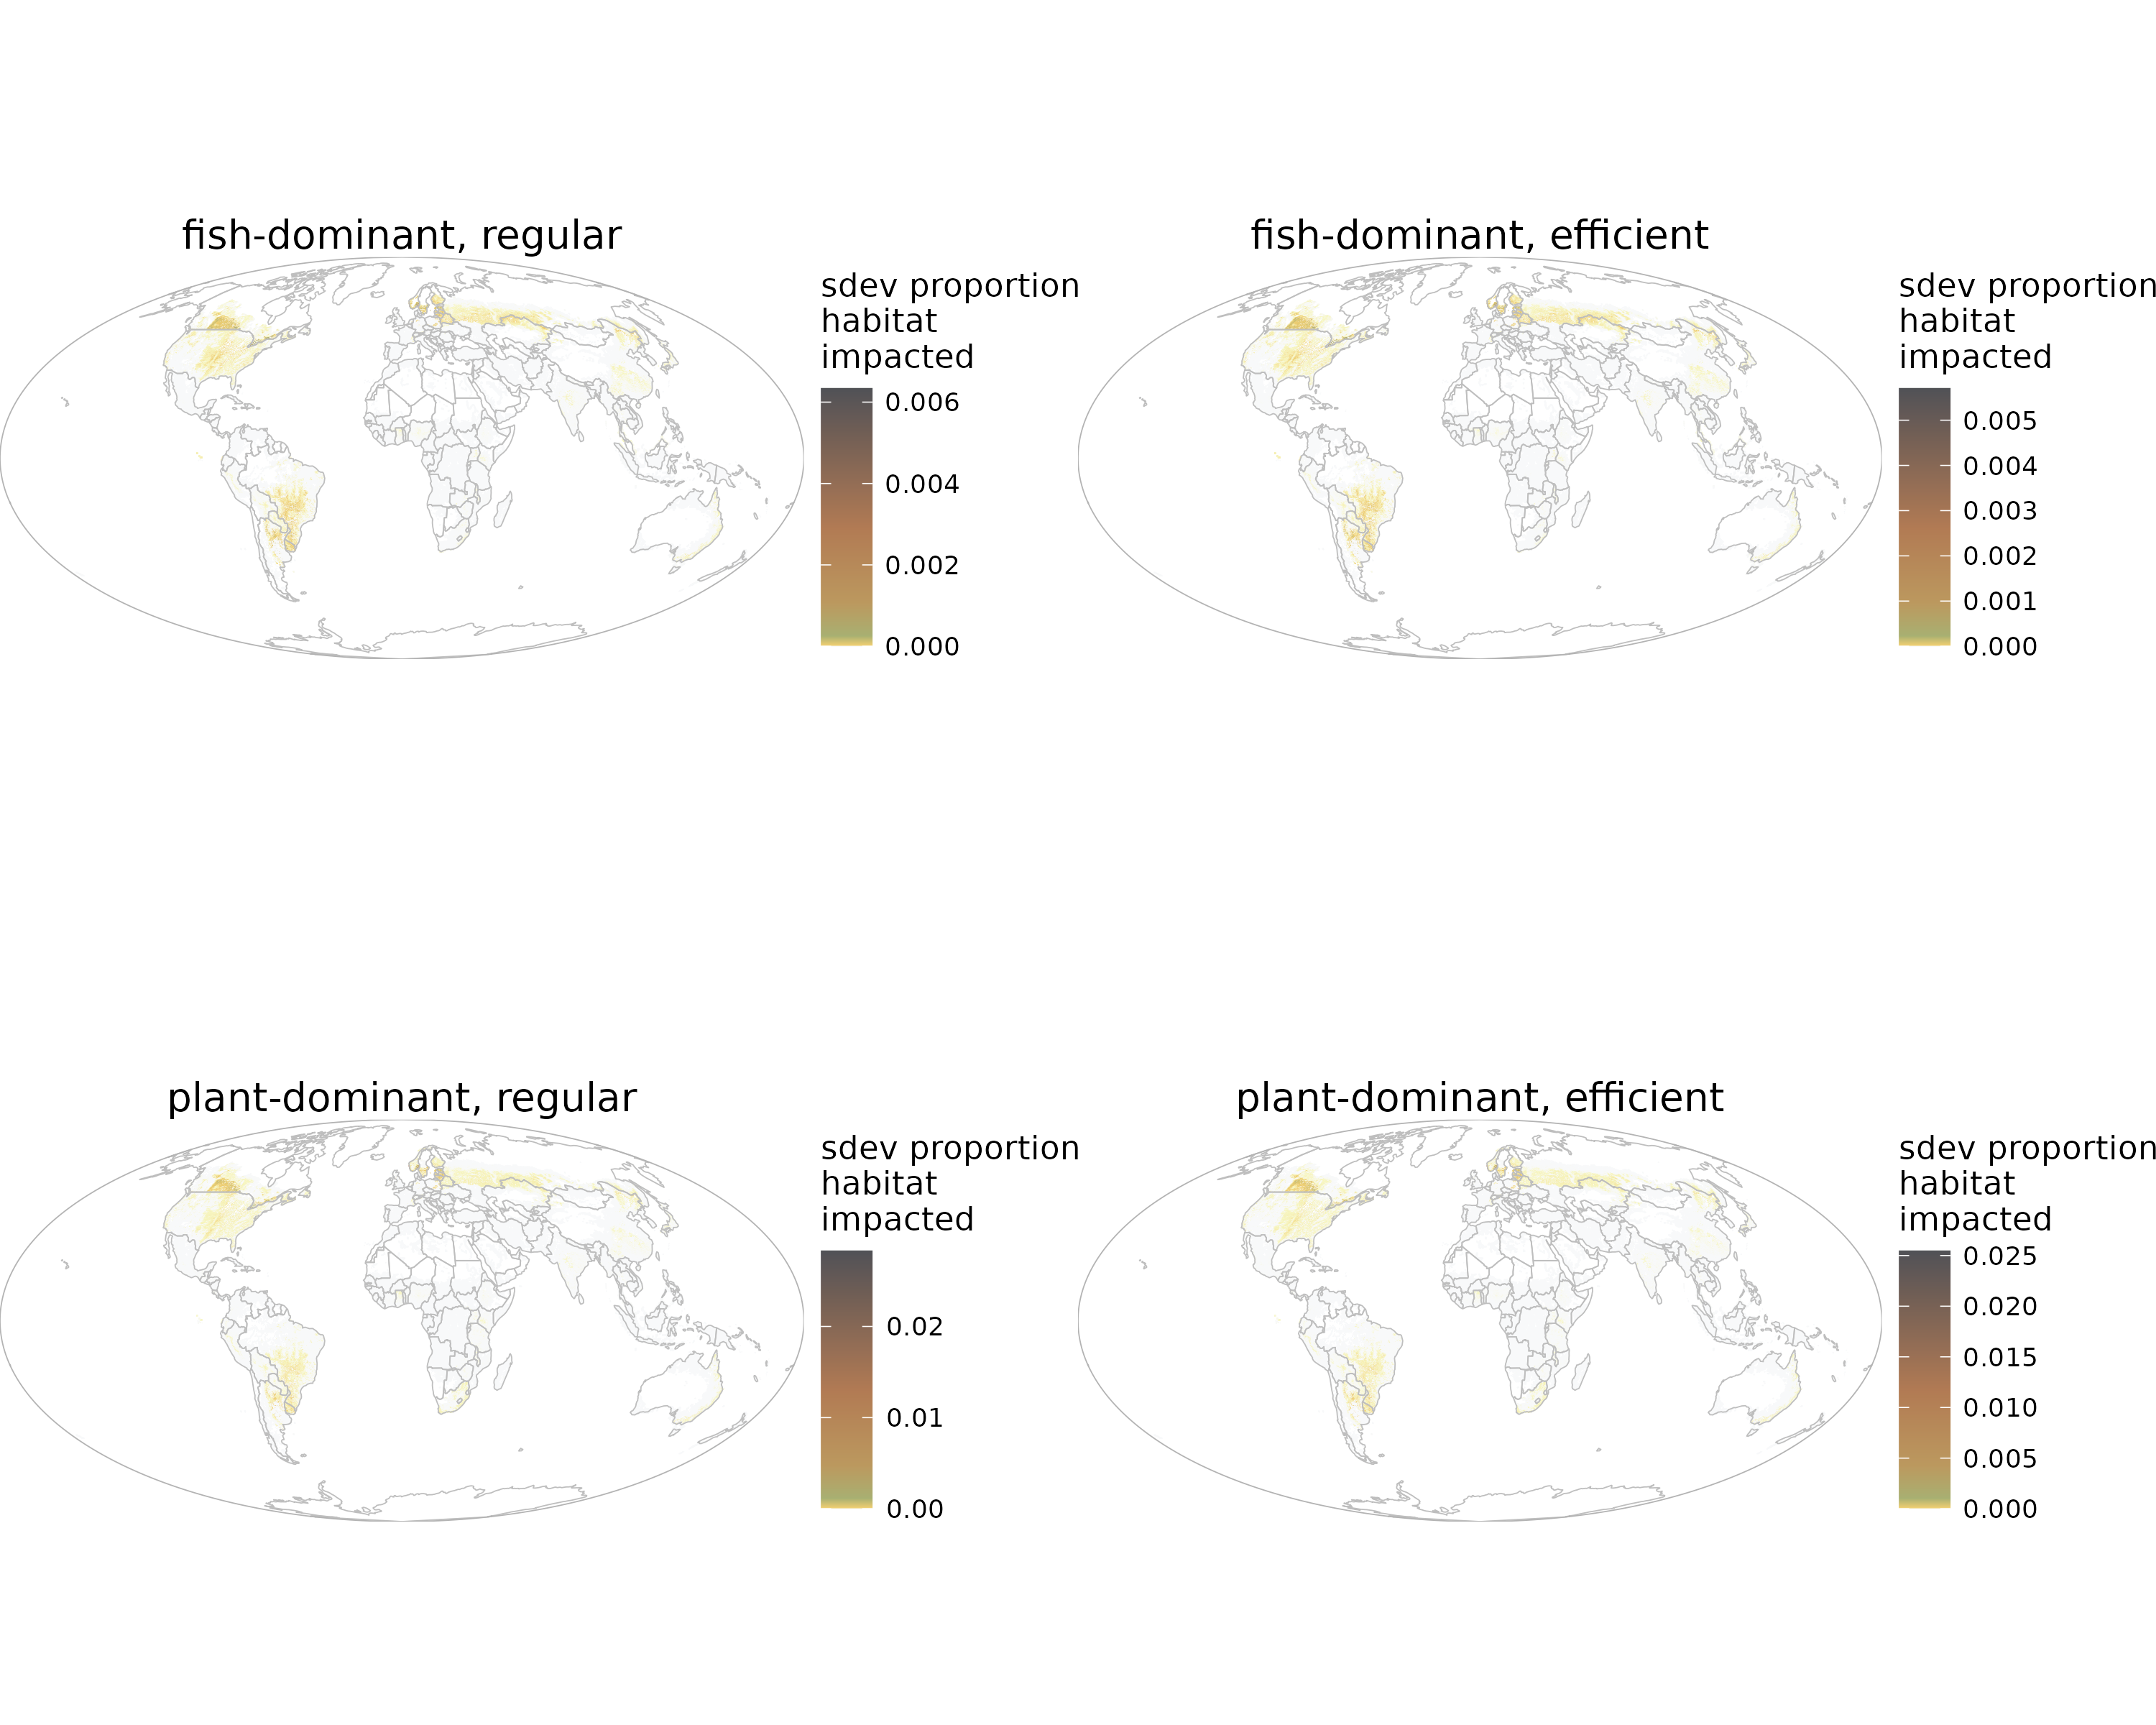 fish-dominant, regular
sdev proportion
habitat
impacted
0.006
0.004
0.002
0.000
fish-dominant, efficient
sdev proportion
habitat
impacted
0.005
0.004
0.003
0.002
0.001
0.000
plant-dominant, regular
sdev proportion
habitat
impacted
0.02
0.01
0.00
plant-dominant, efficient
sdev proportion
habitat
impacted
0.025
0.020
0.015
0.010
0.005
0.000